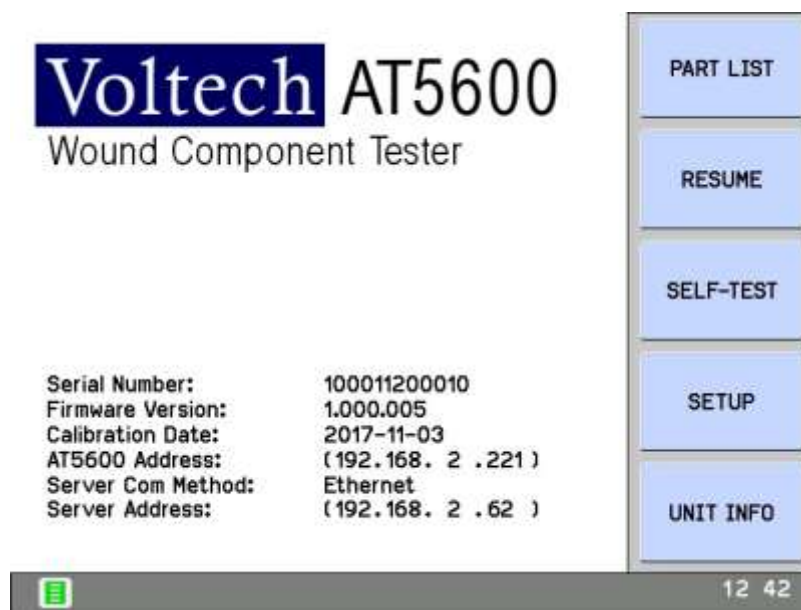 Voltech AT5600
Wound Component Tester
Serial Number: 100011200010
Firmware Version: 1.000.005
Calibration Date: 2017-11-03
AT5600 Address: (192.168. 2 .221 )
Server Com Method: Ethernet
Server Address: (192.168. 2 .62 )
PART LIST
RESUME
SELF-TEST
SETUP
UNIT INFO
12 42